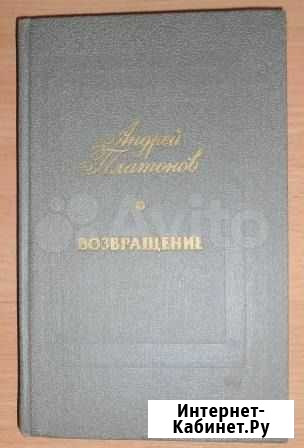 Андрей
Платонов
ВОЗВРАЩЕНИЕ
Avito
Интернет-
Кабинет.Ру